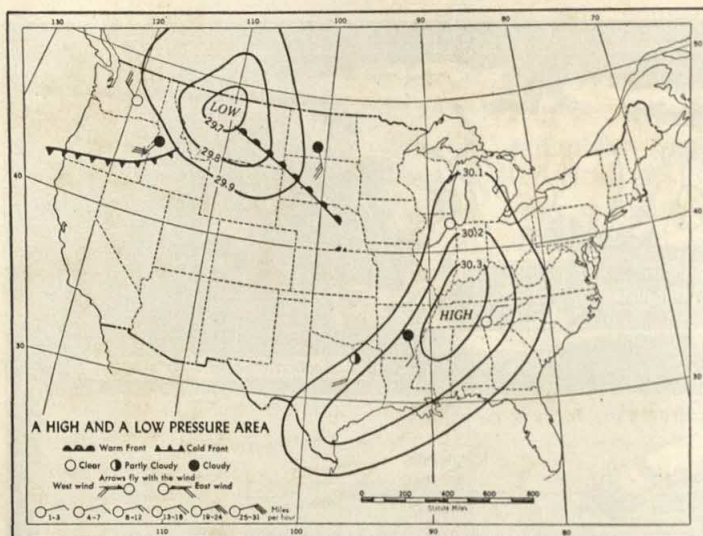 130
120
110
100
90
80
70
50
50
LOW
29.7
29.8
29.9
40
40
30.1
30.2
30.3
HIGH
30
30
A HIGH AND A LOW PRESSURE AREA
Warm Front Cold Front
Clear Partly Cloudy Cloudy
Arrows fly with the wind
West wind East wind
1-3 4-7 8-12 13-18 19-24 25-31 Miles per hour
0 200 400 600 800
Statute Miles
110
100
90
80